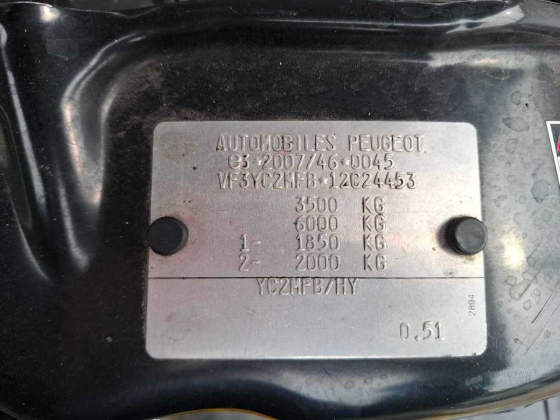 AUTOMOBILES PEUGEOT
e3*2007/46*0045
VF3YC2MFB*12C24453
3500 KG
6000 KG
1- 1850 KG
2- 2000 KG
YC2MFB/HY
2894
0.51